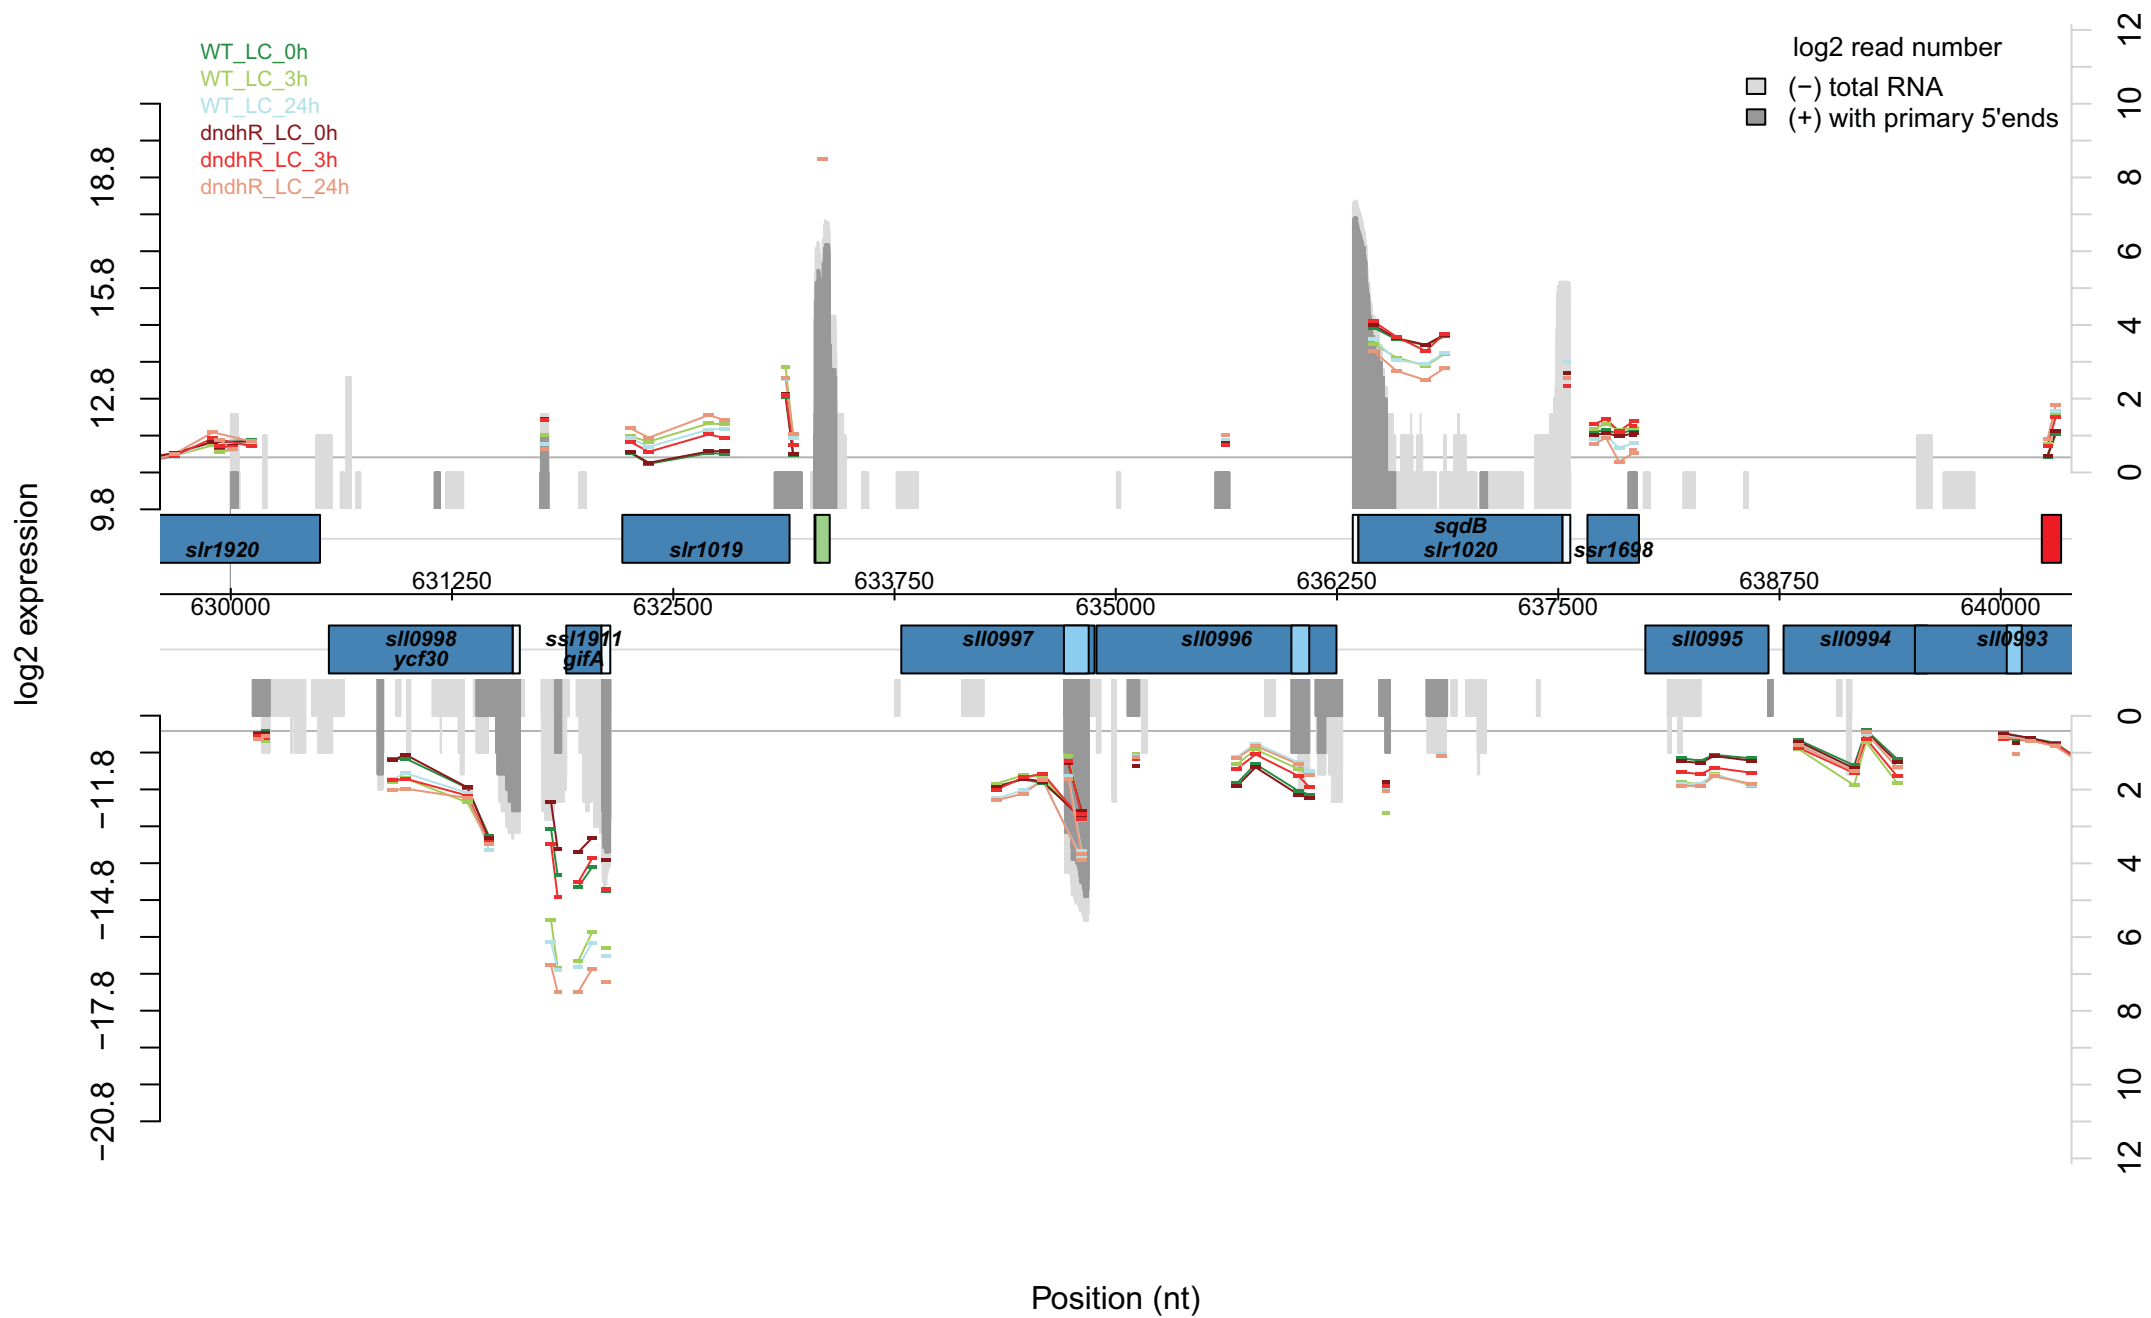 WT_LC_0h
WT_LC_3h
WT_LC_24h
dndhR_LC_0h
dndhR_LC_3h
dndhR_LC_24h
log2 read number
(−) total RNA
(+) with primary 5'ends
12
10
8
6
4
2
0
18.8
15.8
12.8
9.8
log2 expression
slr1920
slr1019
sqdB
slr1020
ssr1698
631250
633750
636250
638750
630000
632500
635000
637500
640000
sll0998
ycf30
ssl1911
gifA
sll0997
sll0996
sll0995
sll0994
sll0993
−11.8
−14.8
−17.8
−20.8
0
2
4
6
8
10
12
Position (nt)